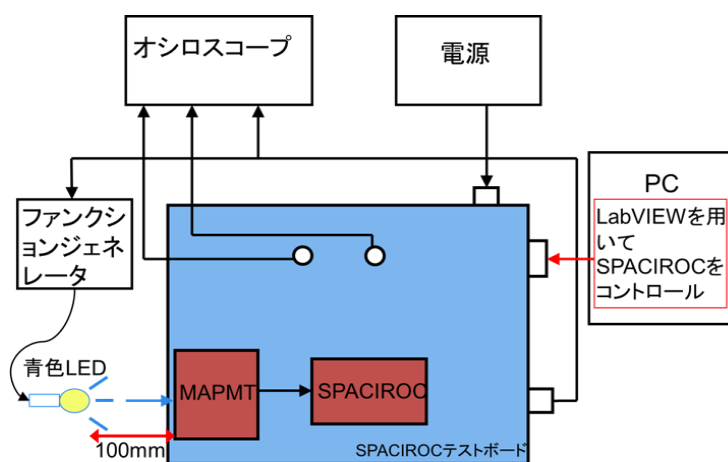 オシロスコープ
電源
PC
LabVIEWを用
いて
SPACIROCを
コントロール
ファンクシ
ョンジェネ
レータ
青色LED
MAPMT
SPACIROC
100mm
SPACIROCテストボード